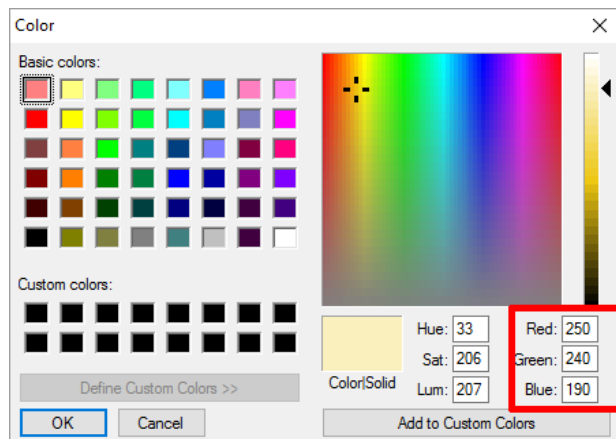 Color
Basic colors:
Custom colors:
Define Custom Colors >>
OK Cancel
Color|Solid
Hue: 33
Sat: 206
Lum: 207
Red: 250
Green: 240
Blue: 190
Add to Custom Colors